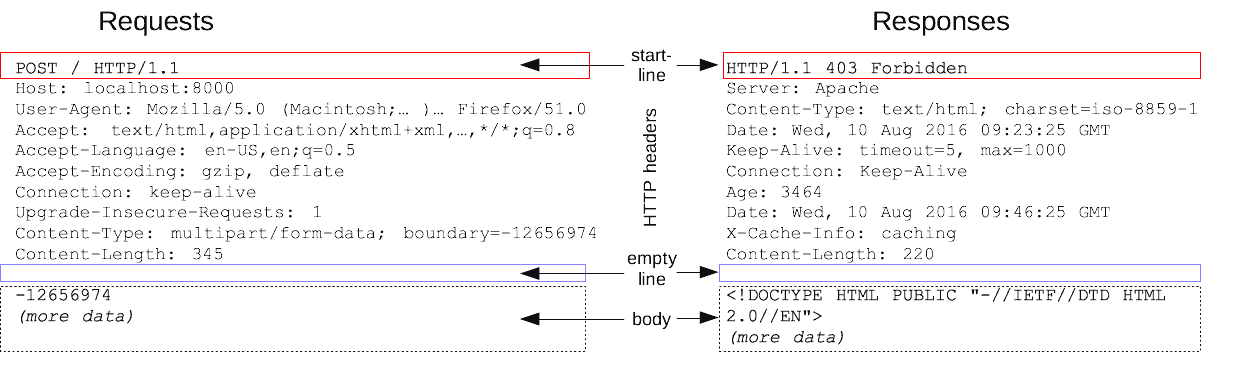 Requests
POST / HTTP/1.1
Host: localhost:8000
User-Agent: Mozilla/5.0 (Macintosh;… )… Firefox/51.0
Accept: text/html,application/xhtml+xml,…,*/*;q=0.8
Accept-Language: en-US,en;q=0.5
Accept-Encoding: gzip, deflate
Connection: keep-alive
Upgrade-Insecure-Requests: 1
Content-Type: multipart/form-data; boundary=-12656974
Content-Length: 345
-12656974
(more data)
start-
line
HTTP headers
empty
line
body
Responses
HTTP/1.1 403 Forbidden
Server: Apache
Content-Type: text/html; charset=iso-8859-1
Date: Wed, 10 Aug 2016 09:23:25 GMT
Keep-Alive: timeout=5, max=1000
Connection: Keep-Alive
Age: 3464
Date: Wed, 10 Aug 2016 09:46:25 GMT
X-Cache-Info: caching
Content-Length: 220
<!DOCTYPE HTML PUBLIC "-//IETF//DTD HTML
2.0//EN">
(more data)